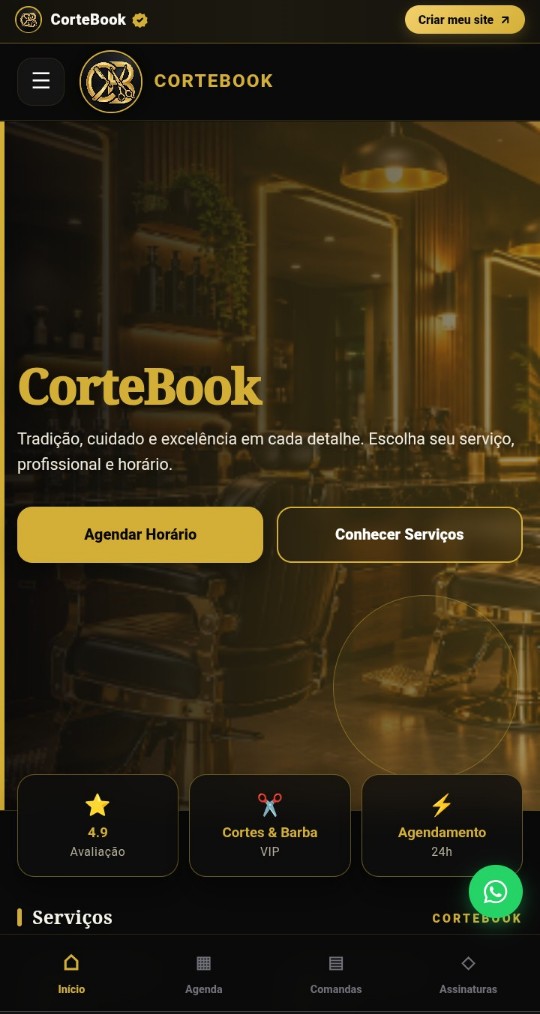 CorteBook
Criar meu site
CORTEBOOK
CorteBook
Tradição, cuidado e excelência em cada detalhe. Escolha seu serviço,
profissional e horário.
Agendar Horário
Conhecer Serviços
4.9
Avaliação
Cortes & Barba
VIP
Agendamento
24h
Serviços
CORTEBOOK
Início
Agenda
Comandas
Assinaturas